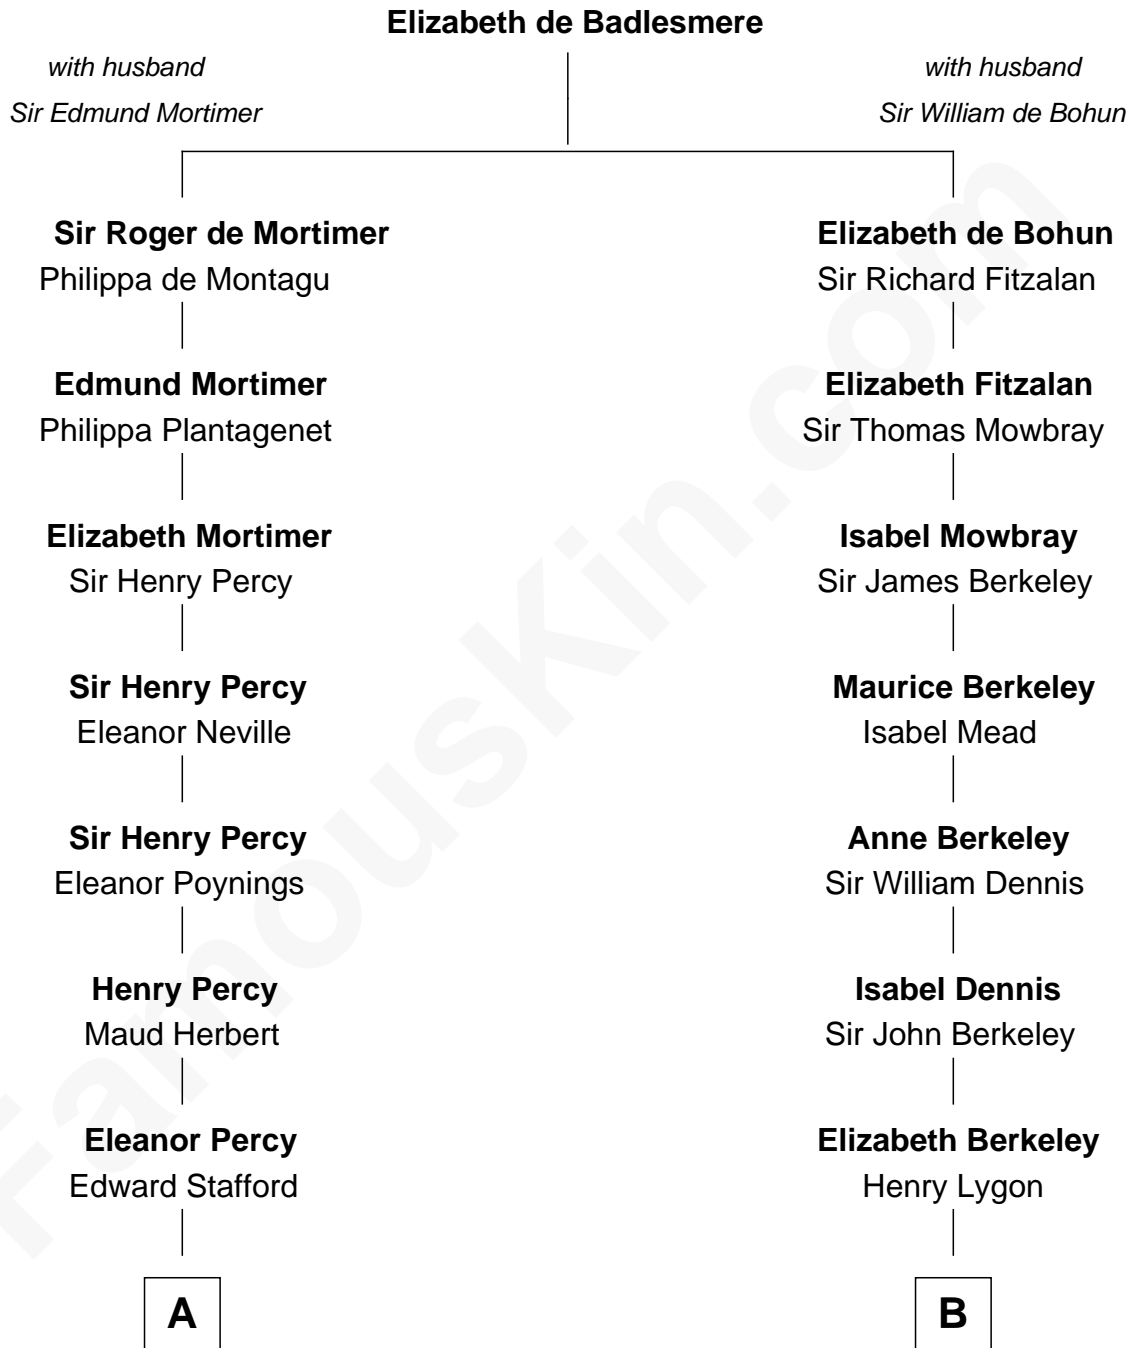 Elizabeth de Badlesmere
with husband
Sir Edmund Mortimer
with husband
Sir William de Bohun
Sir Roger de Mortimer
Philippa de Montagu
Elizabeth de Bohun
Sir Richard Fitzalan
Edmund Mortimer
Philippa Plantagenet
Elizabeth Fitzalan
Sir Thomas Mowbray
Elizabeth Mortimer
Sir Henry Percy
Isabel Mowbray
Sir James Berkeley
Sir Henry Percy
Eleanor Neville
Maurice Berkeley
Isabel Mead
Sir Henry Percy
Eleanor Poynings
Anne Berkeley
Sir William Dennis
Henry Percy
Maud Herbert
Isabel Dennis
Sir John Berkeley
Eleanor Percy
Edward Stafford
Elizabeth Berkeley
Henry Lygon
A
B
FamousKin.com